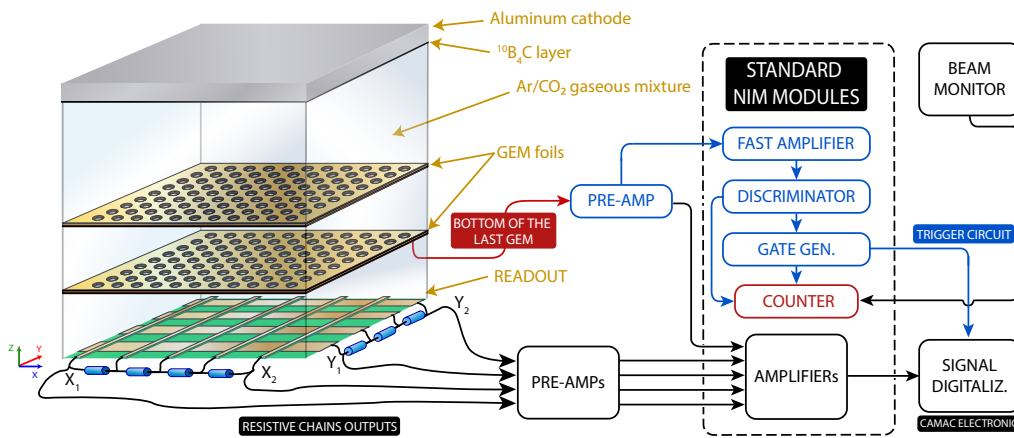 Aluminum cathode
¹⁰B₄C layer
Ar/CO₂ gaseous mixture
GEM foils
BOTTOM OF THE
LAST GEM
READOUT
Y₂
Y₁
X₁
X₂
Z
Y
X
RESISTIVE CHAINS OUTPUTS
PRE-AMP
PRE-AMPs
STANDARD
NIM MODULES
FAST AMPLIFIER
DISCRIMINATOR
GATE GEN.
COUNTER
AMPLIFIERs
BEAM
MONITOR
TRIGGER CIRCUIT
SIGNAL
DIGITALIZ.
CAMAC ELECTRONIC